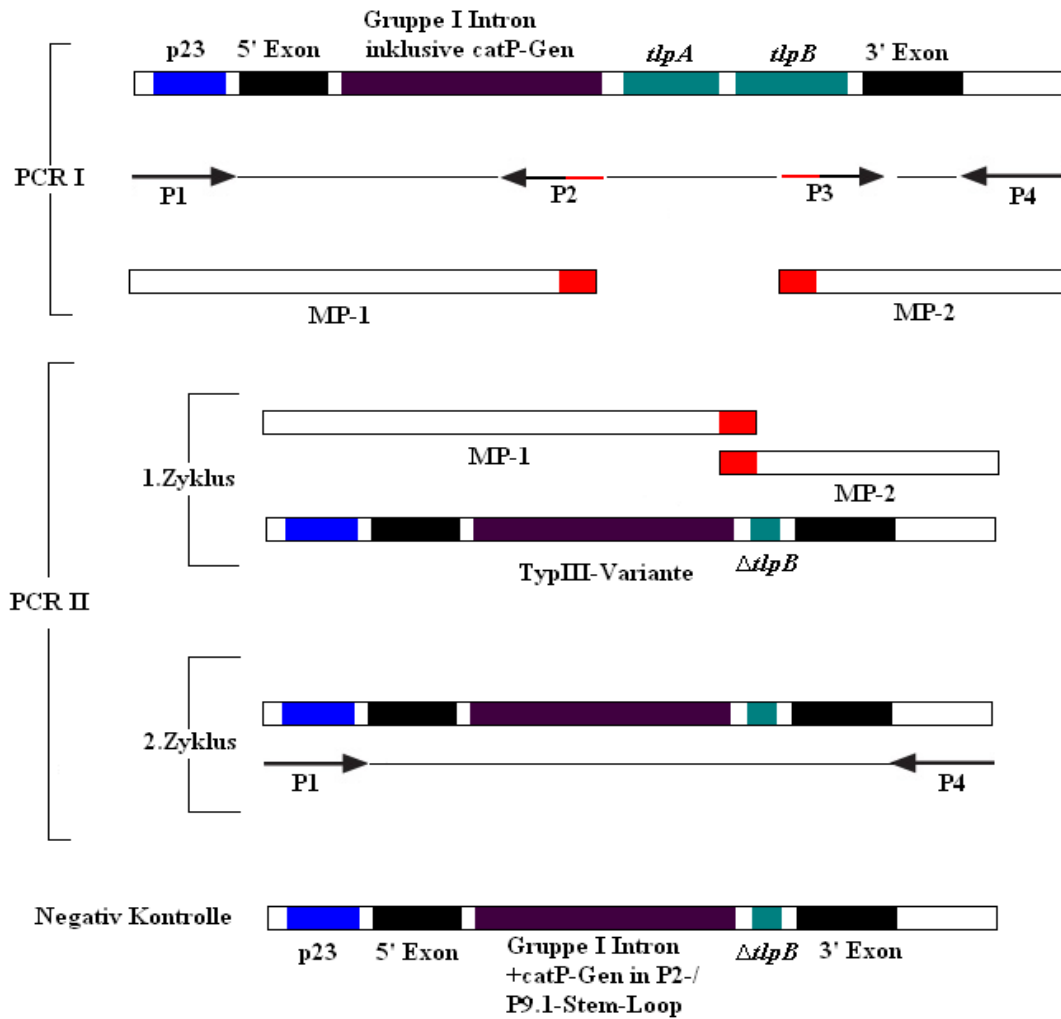 Gruppe I Intron
p23 5' Exon inklusive catP-Gen tlpA tlpB 3' Exon
PCR I
P1 P2 P3 P4
MP-1 MP-2
PCR II
1.Zyklus
MP-1
MP-2
TypIII-Variante △tlpB
2.Zyklus
P1 P4
Negativ Kontrolle
p23 5' Exon Gruppe I Intron △tlpB 3' Exon
+catP-Gen in P2-/
P9.1-Stem-Loop